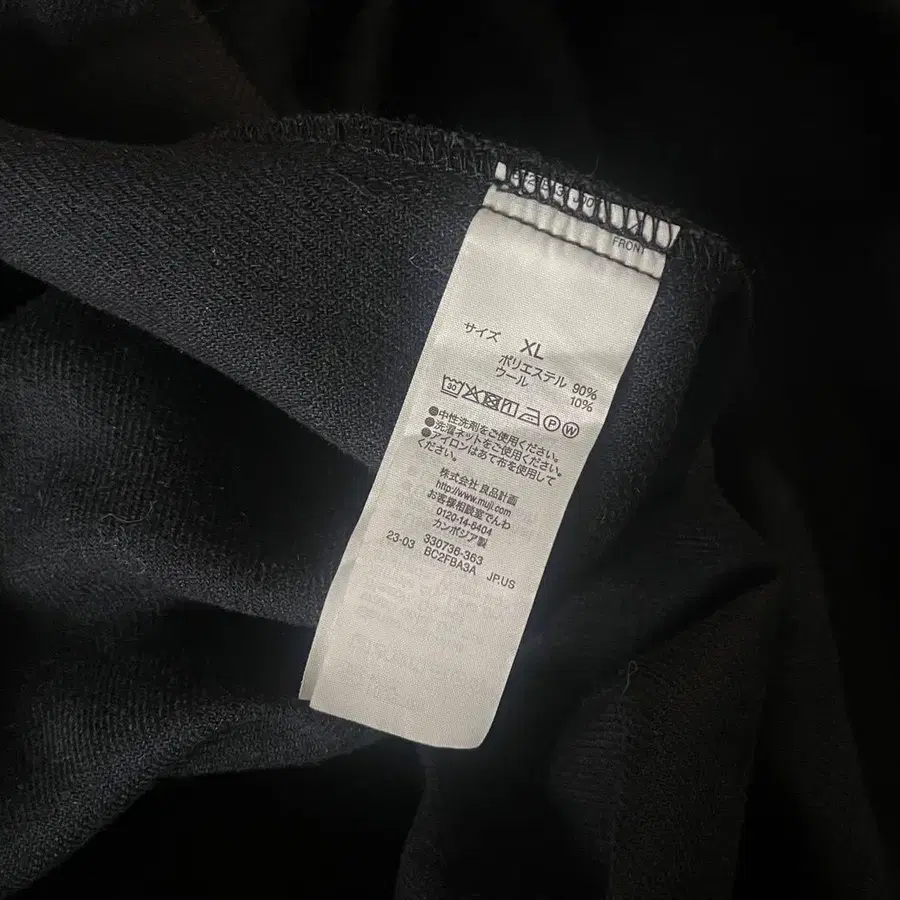 FRONT
サイズ XL
ポリエステル 90%
ウール 10%
30 P W
●中性洗剤をご使用ください。
●洗濯ネットをご使用ください。
●アイロンはあて布を使用して
ください。
株式会社 良品計画
http://www.muji.com
お客様相談室でんわ
0120-14-6404
カンボジア製
23-03 330736-363
BC2FBA3A JP.US